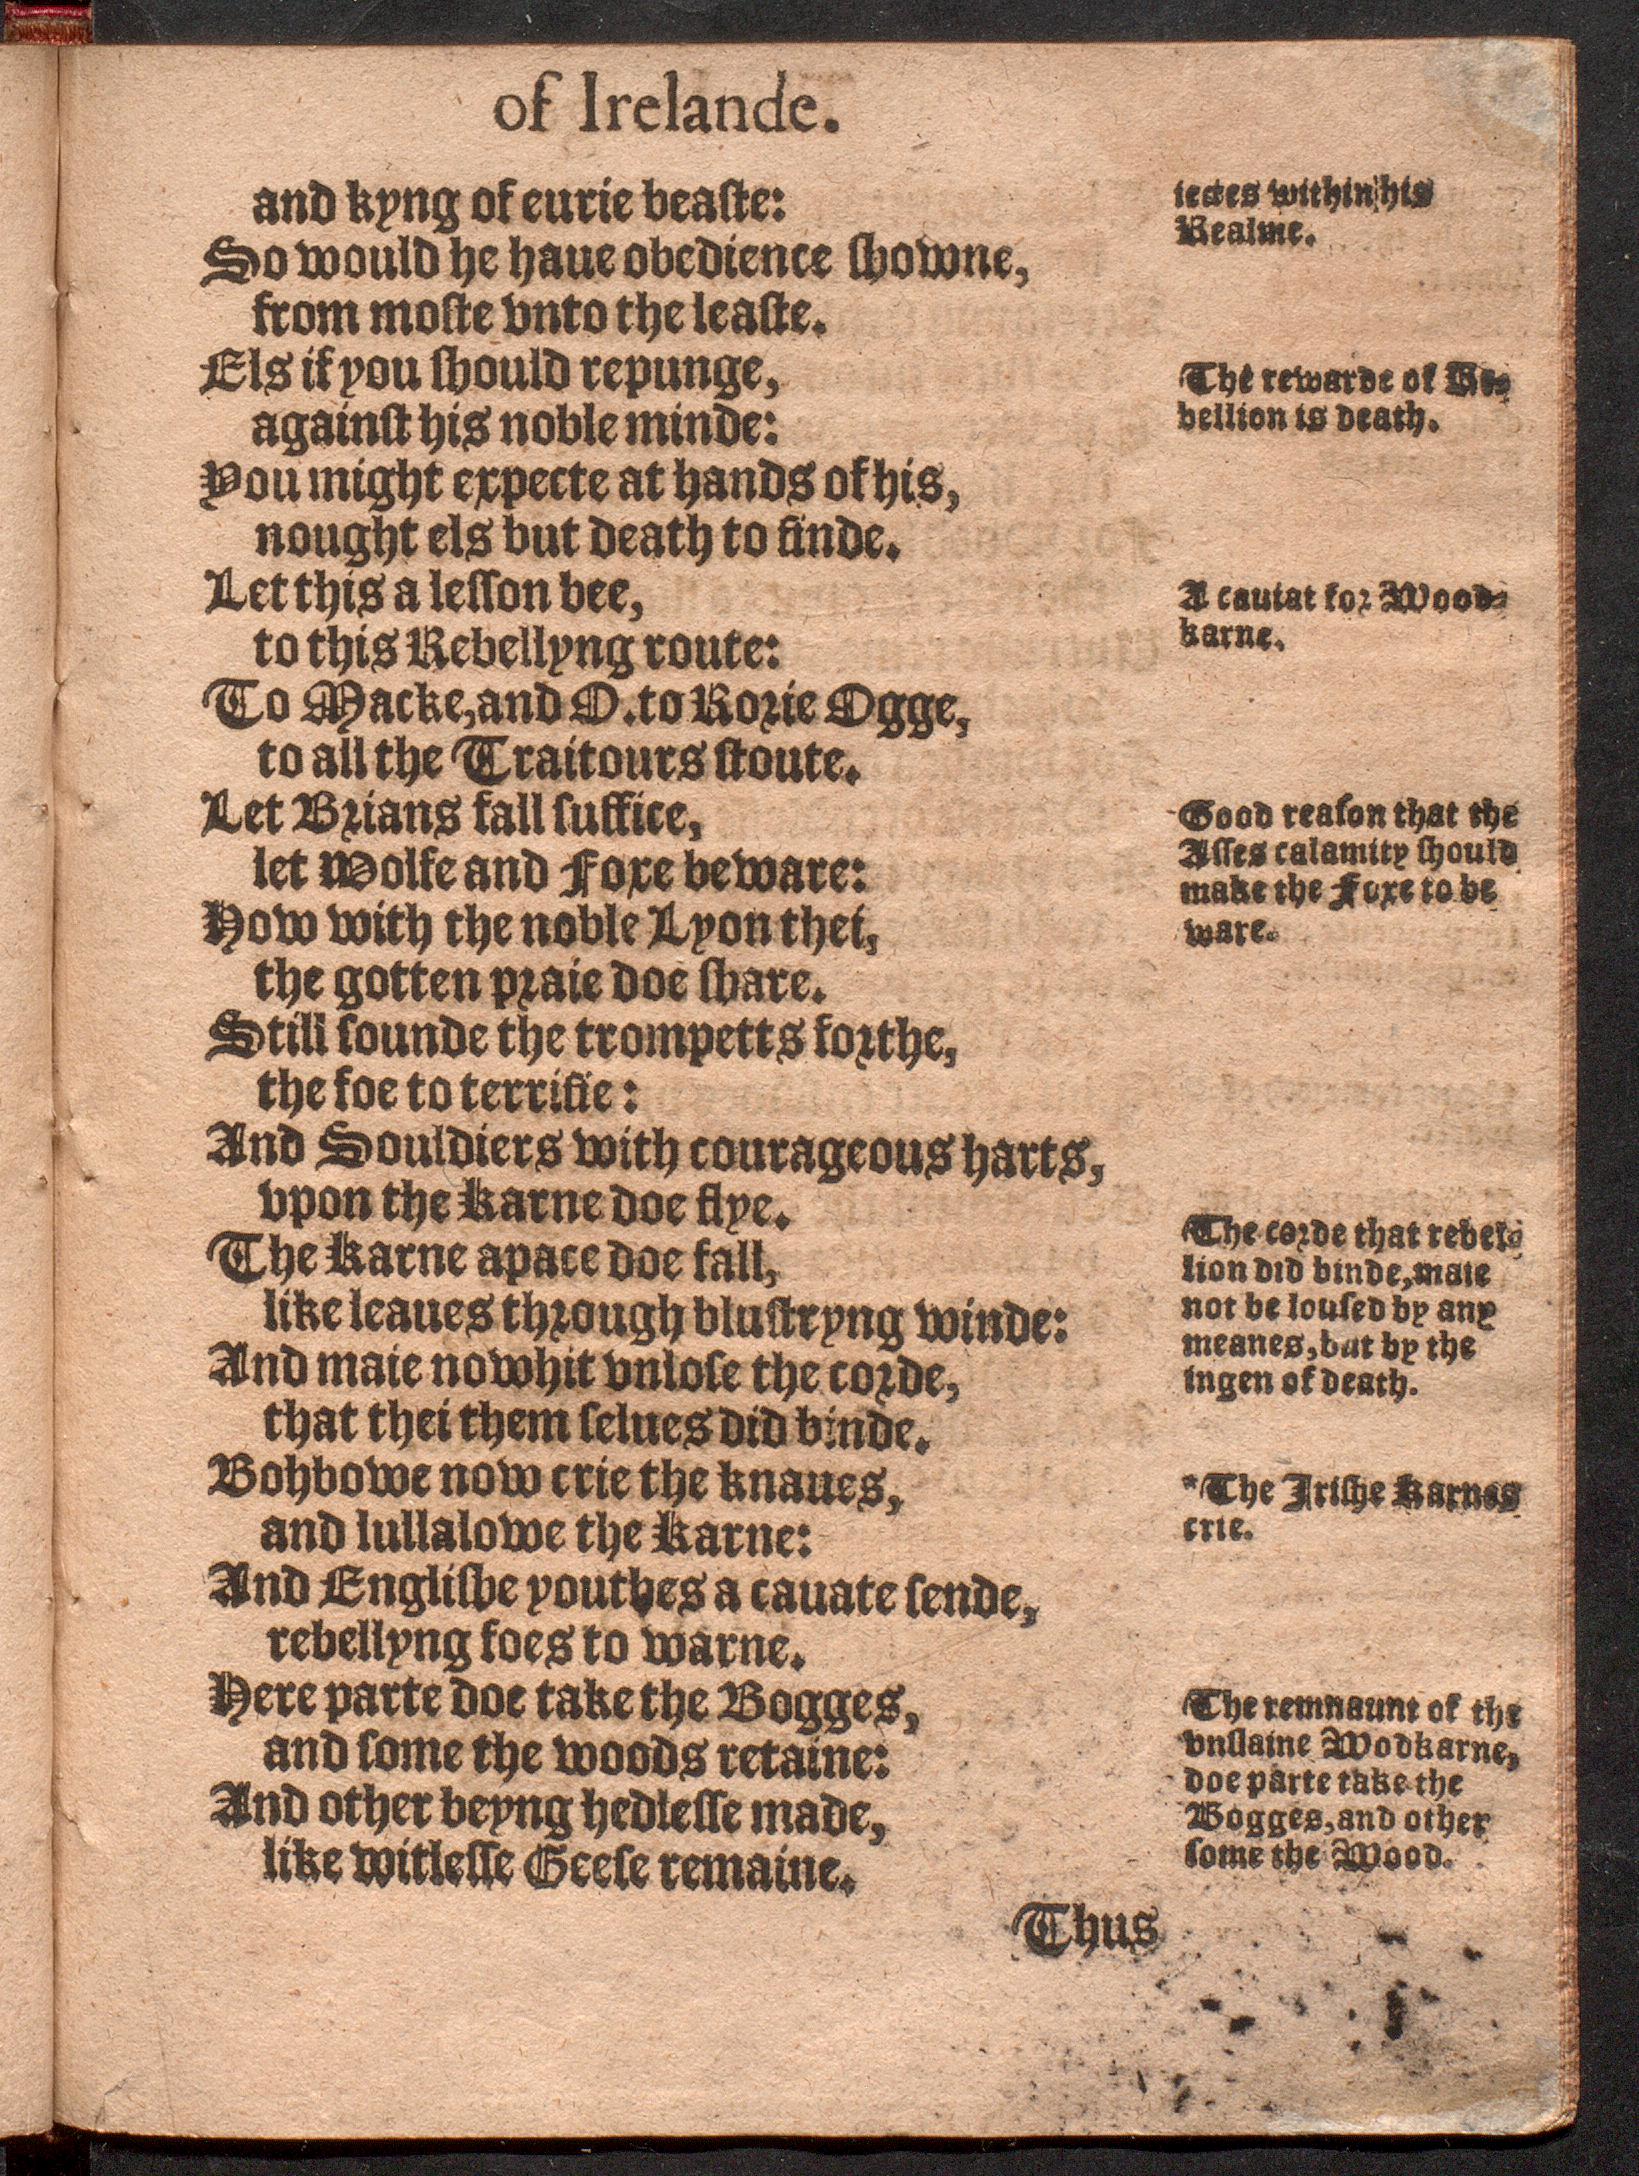 of Irelande.
and kyng of eurie beaſte:
So would he haue obedience ſhowne,
from moſte vnto the leaſte.
Els if you ſhould repunge,
againſt his noble minde:
You might expecte at hands of his,
nought els but death to finde.
Let this a leſſon bee,
to this Rebellyng route:
To Macke, and O. to Rorie Ogge,
to all the Traitours ſtoute.
Let Brians fall ſuffice,
let Wolfe and Foxe beware:
How with the noble Lyon thei,
the gotten praie doe ſhare.
Still ſounde the trompetts forthe,
the foe to terrifie:
And Souldiers with courageous harts,
vpon the karne doe flye.
The karne apace doe fall,
like leaues through bluſtryng winde:
And maie no whit vnloſe the corde,
that thei them ſelues did binde.
Bohbowe now crie the knaues,
and lullalowe the karne:
And Engliſhe youthes a cauate ſende,
rebellyng foes to warne.
Here parte doe take the Bogges,
and ſome the woods retaine:
And other beyng hedleſſe made,
like witleſſe Geeſe remaine.
Thus
iectes within his
Realme.
The rewarde of Re-
bellion is death.
A cauiat for Wood-
karne.
Good reaſon that the
Aſſes calamity ſhould
make the Foxe to be
ware.
The corde that rebel-
lion did binde, maie
not be louſed by any
meanes, but by the
ingen of death.
*The Iriſhe karnes
crie.
The remnaunt of the
vnſlaine Wodkarne,
doe parte take the
Bogges, and other
ſome the Wood.